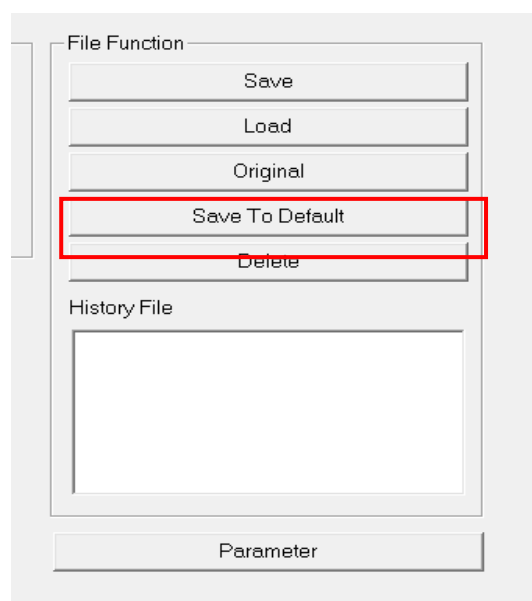 File Function
Save
Load
Original
Save To Default
Delete
History File
Parameter